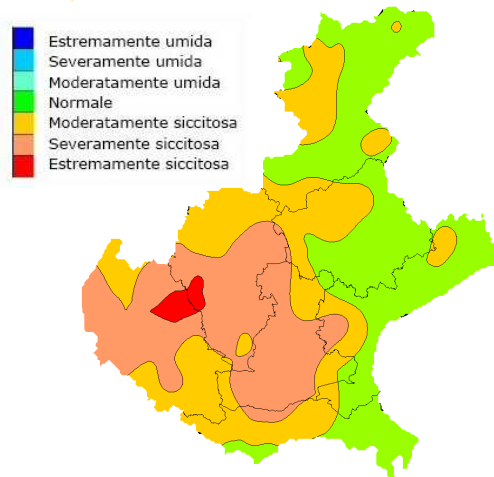 Estremamente umida
Severamente umida
Moderatamente umida
Normale
Moderatamente siccitosa
Severamente siccitosa
Estremamente siccitosa